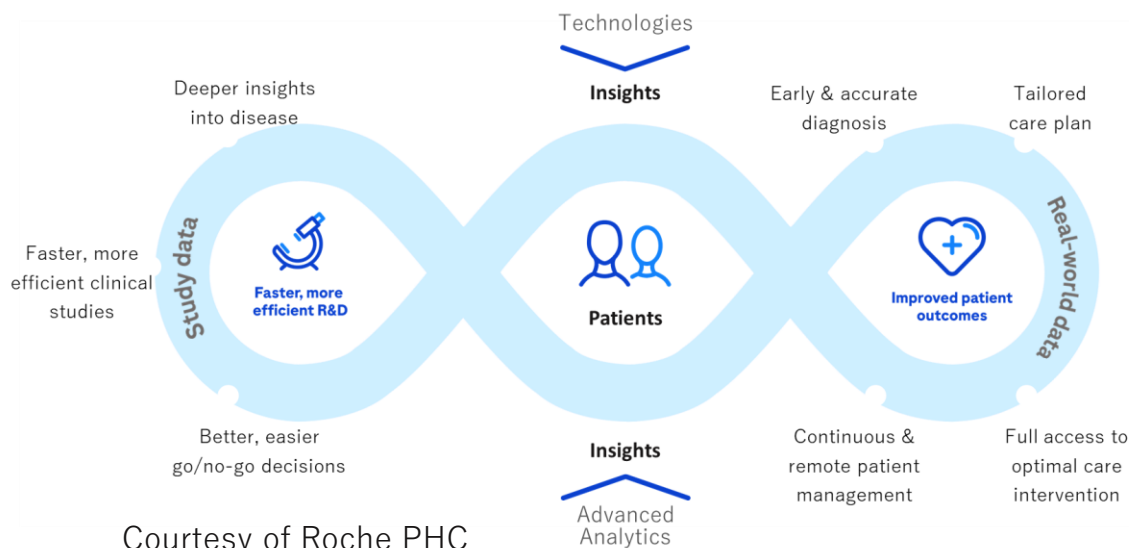 Technologies
Insights
Deeper insights
into disease
Early & accurate
diagnosis
Tailored
care plan
Study data
Faster, more
efficient clinical
studies
Faster, more
efficient R&D
Patients
Improved patient
outcomes
Real-world data
Better, easier
go/no-go decisions
Insights
Continuous &
remote patient
management
Full access to
optimal care
intervention
Advanced
Analytics
Courtesy of Roche PHC